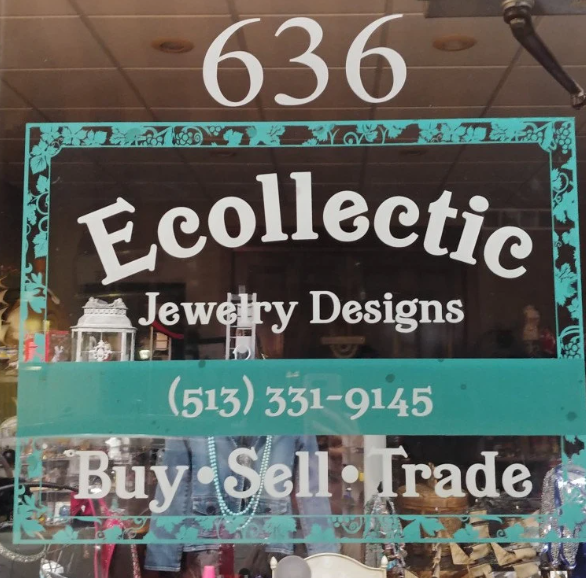 636
Ecollectic
Jewelry Designs
(513) 331-9145
Buy • Sell • Trade